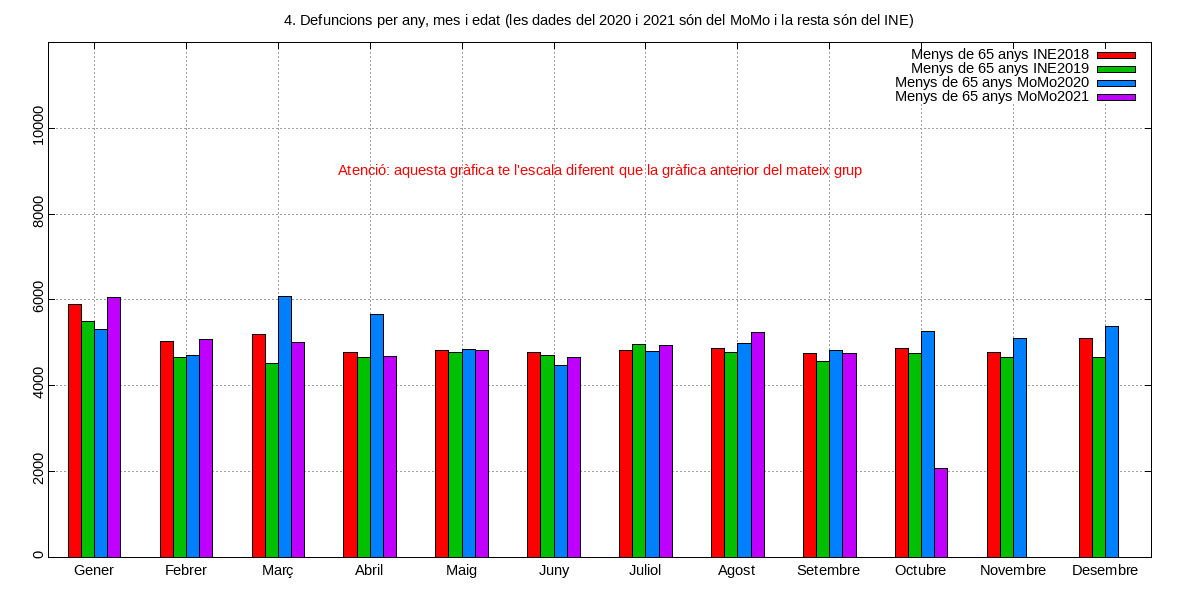 4. Defuncions per any, mes i edat (les dades del 2020 i 2021 són del MoMo i la resta són del INE)
Menys de 65 anys INE2018
Menys de 65 anys INE2019
Menys de 65 anys MoMo2020
Menys de 65 anys MoMo2021
Atenció: aquesta gràfica te l'escala diferent que la gràfica anterior del mateix grup
10000
8000
6000
4000
2000
0
Gener Febrer Març Abril Maig Juny Juliol Agost Setembre Octubre Novembre Desembre